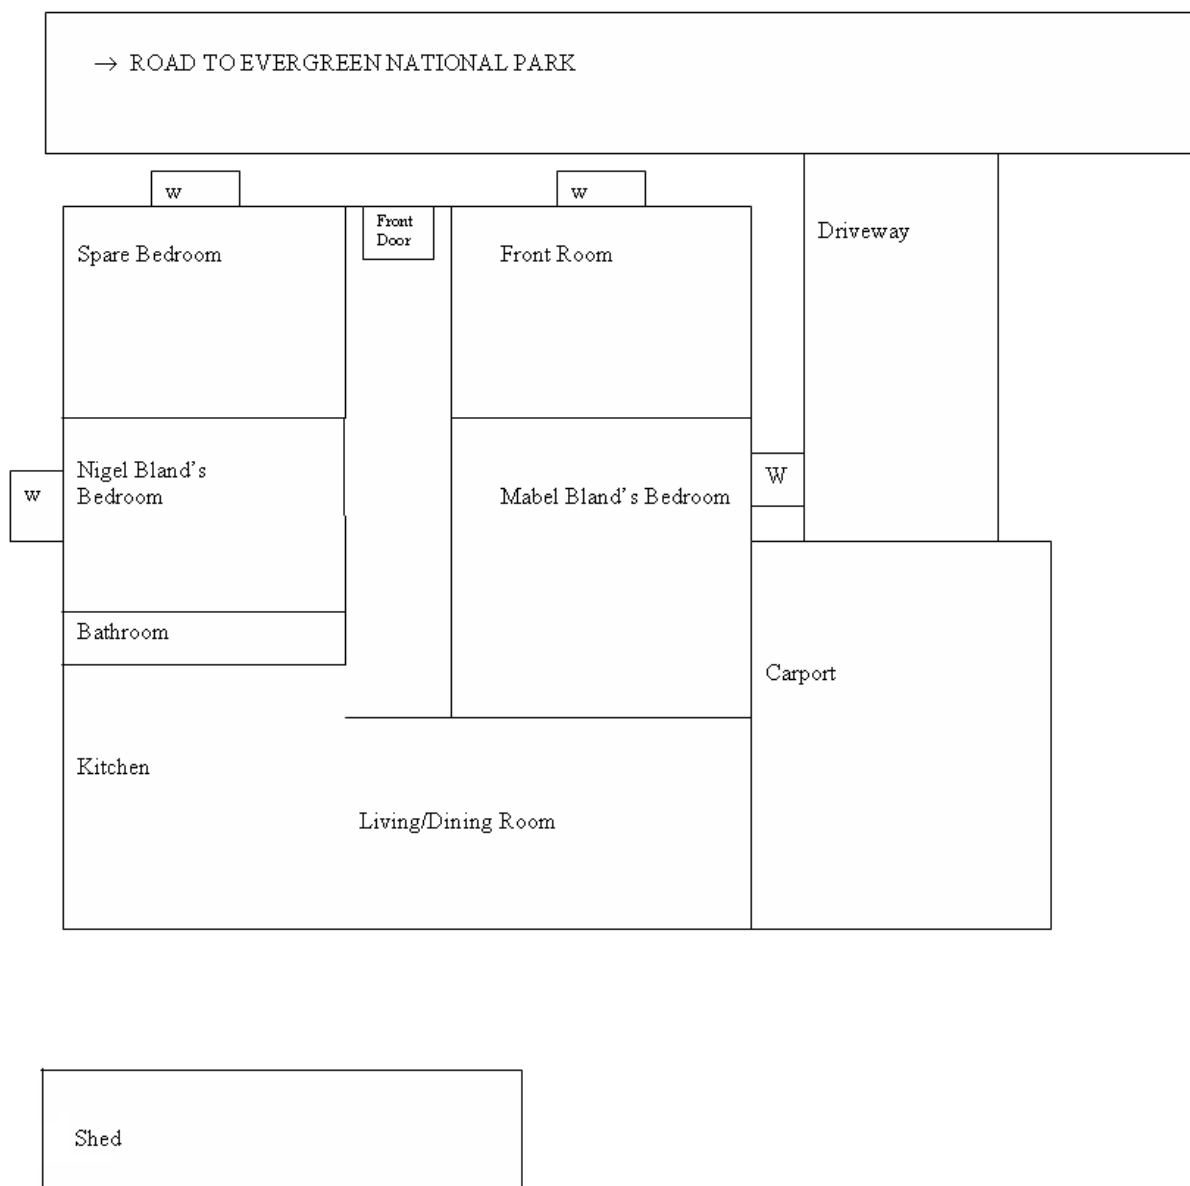 → ROAD TO EVERGREEN NATIONAL PARK
w
w
Front
Door
Driveway
Spare Bedroom
Front Room
Nigel Bland's
Bedroom
w
Mabel Bland's Bedroom
W
Bathroom
Carport
Kitchen
Living/Dining Room
Shed